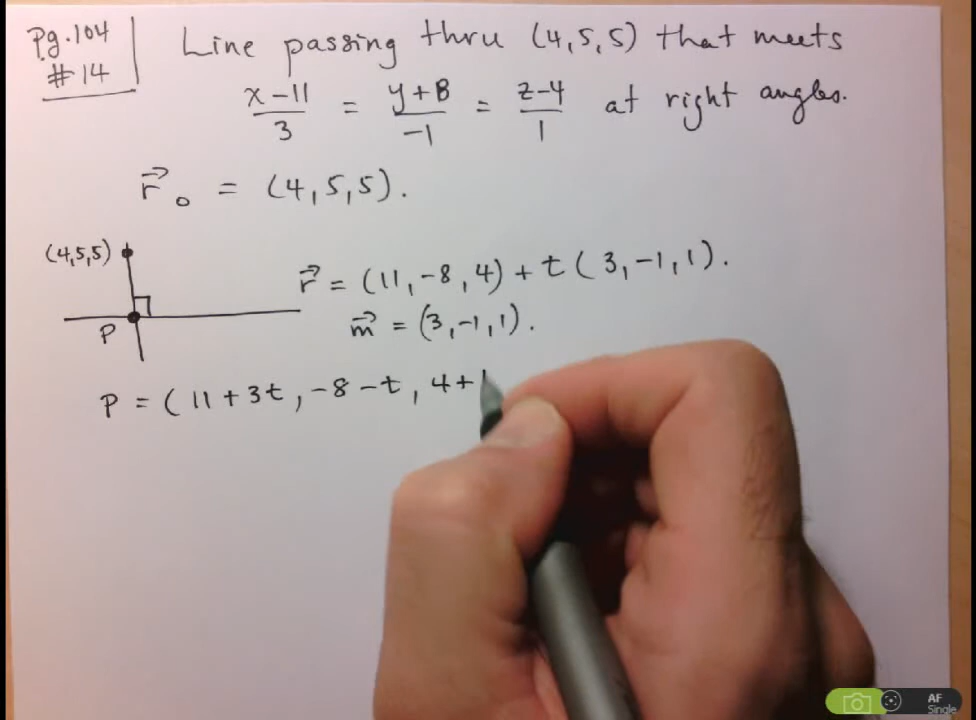 Pg.104
#14
Line passing thru (4,5,5) that meets
x-11/3 = y+8/-1 = z-4/1 at right angles.
r⃗₀ = (4,5,5).
(4,5,5)
P
r⃗ = (11,-8,4) + t(3,-1,1).
m⃗ = (3,-1,1).
P = (11+3t, -8-t, 4+
AF
Single